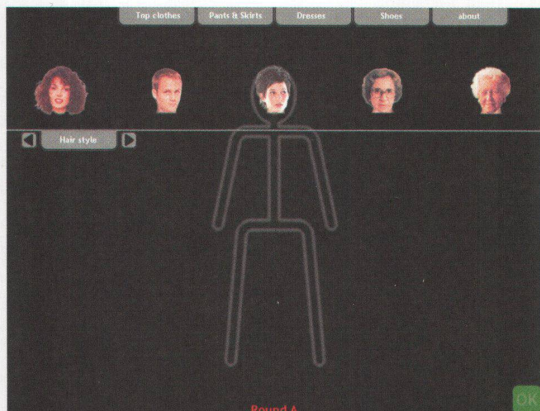 Top clothes
Pants & Skirts
Dresses
Shoes
about
Hair style
Round A
OK